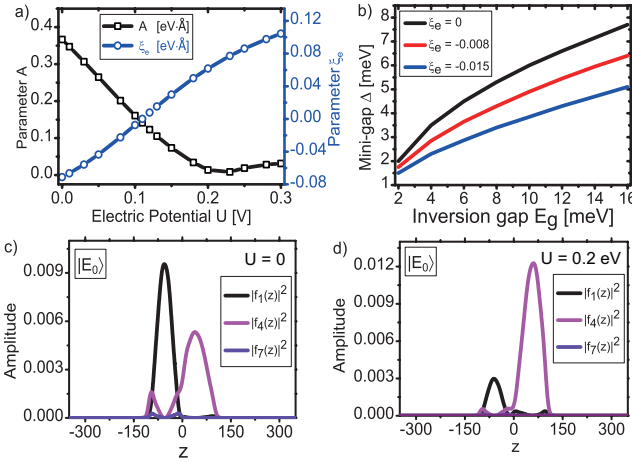 a)
A [eV·Å]
ξₑ [eV·Å]
Parameter A
0.4
0.3
0.2
0.1
0.0
0.0 0.1 0.2 0.3
Electric Potential U [V]
0.12
0.08
0.04
0.00
-0.04
-0.08
Parameter ξₑ
b)
ξₑ = 0
ξₑ = -0.008
ξₑ = -0.015
Mini-gap Δ [meV]
8
7
6
5
4
3
2
1
2 4 6 8 10 12 14 16
Inversion gap Eg [meV]
c)
|E₀⟩
U = 0
|f₁(z)|²
|f₄(z)|²
|f₇(z)|²
Amplitude
0.009
0.006
0.003
0.000
-300 -150 0 150 300
z
d)
|E₀⟩
U = 0.2 eV
|f₁(z)|²
|f₄(z)|²
|f₇(z)|²
Amplitude
0.012
0.009
0.006
0.003
0.000
-300 -150 0 150 300
z